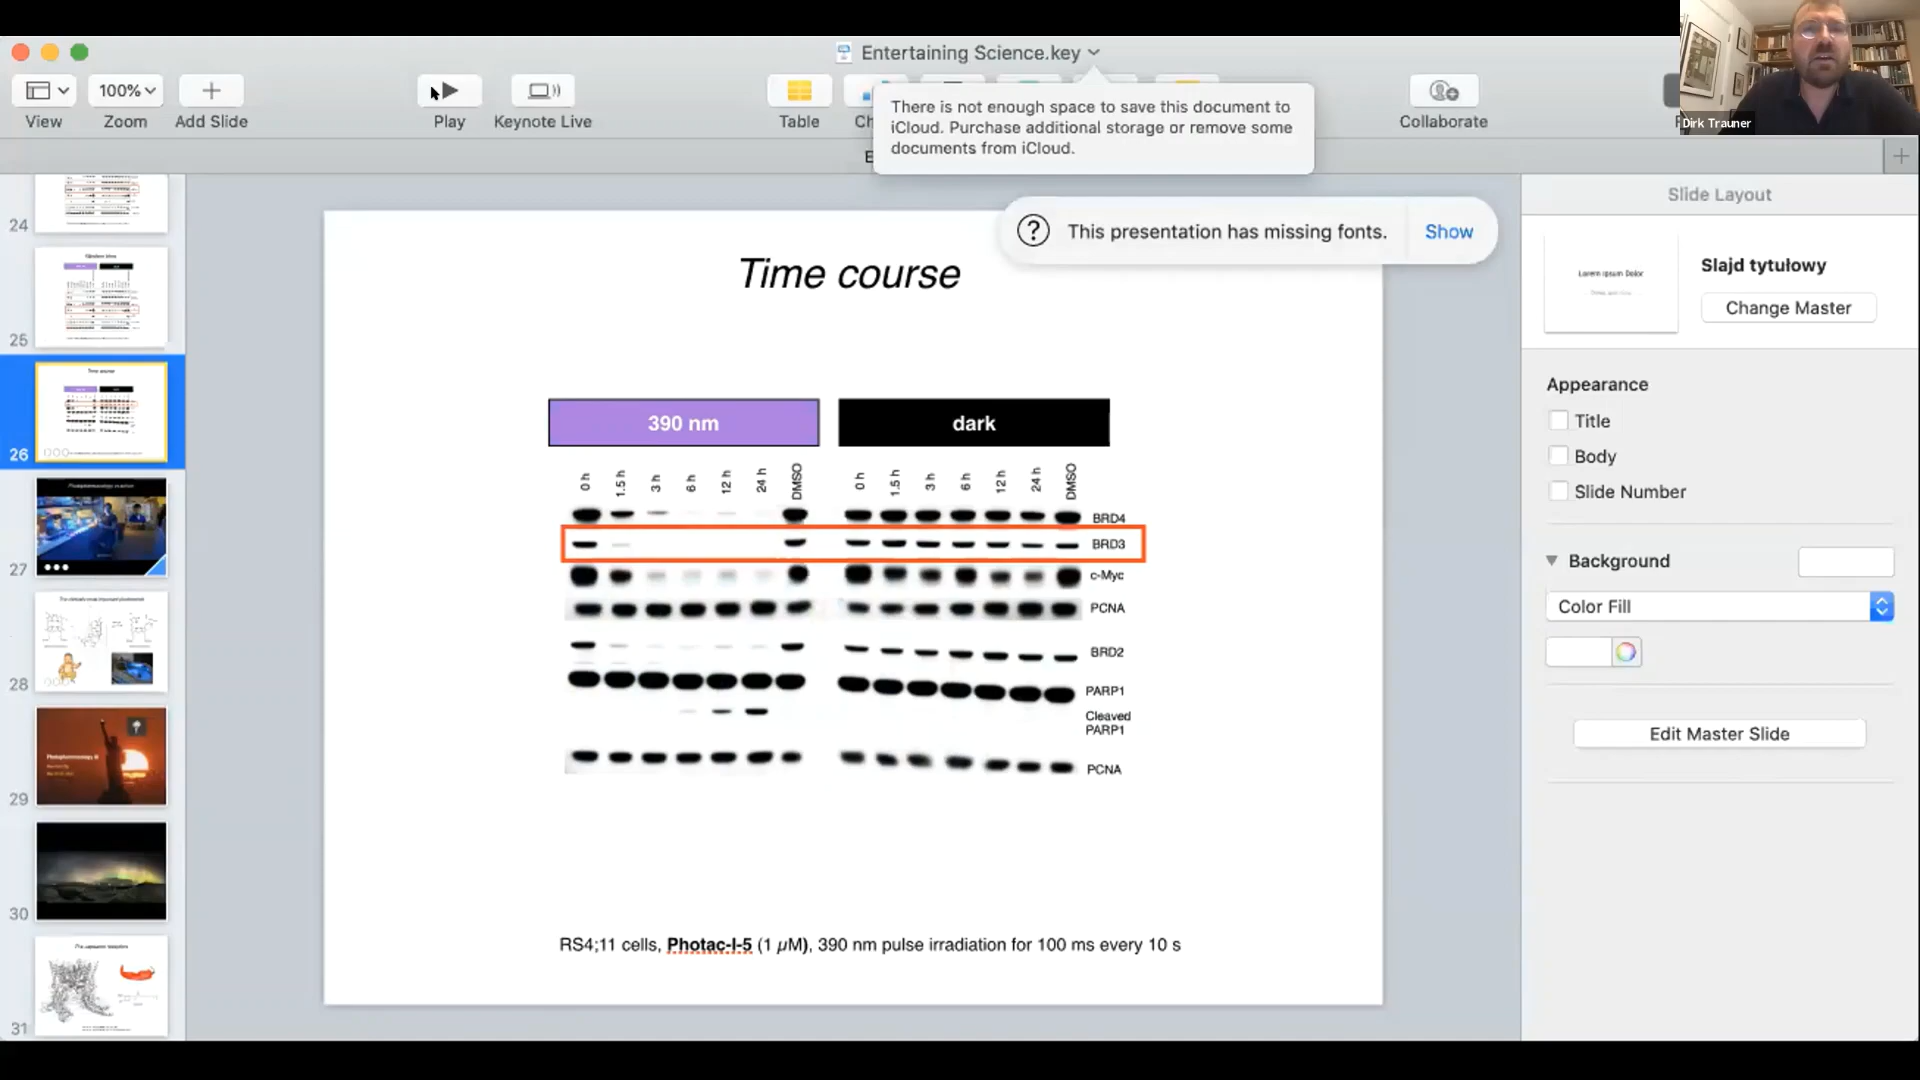 Entertaining Science.key
100%
View
Zoom
Add Slide
Play
Keynote Live
Table
Collaborate
There is not enough space to save this document to
iCloud. Purchase additional storage or remove some
documents from iCloud.
Dirk Trauner
This presentation has missing fonts.
Show
24
25
26
27
28
29
30
31
Time course
390 nm
dark
0 h
1.5 h
3 h
6 h
12 h
24 h
DMSO
0 h
1.5 h
3 h
6 h
12 h
24 h
DMSO
BRD4
BRD3
c-Myc
PCNA
BRD2
PARP1
Cleaved
PARP1
PCNA
RS4;11 cells, Photac-I-5 (1 µM), 390 nm pulse irradiation for 100 ms every 10 s
Slide Layout
Lorem Ipsum Dolor
Slajd tytułowy
Change Master
Appearance
Title
Body
Slide Number
Background
Color Fill
Edit Master Slide
Time course